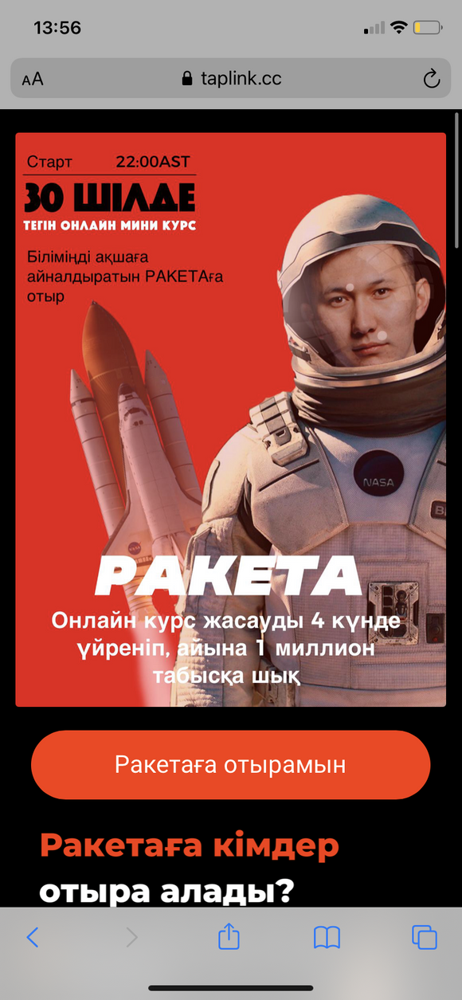 13:56
AA
taplink.cc
Старт 22:00AST
30 ШІЛДЕ
ТЕГІН ОНЛАЙН МИНИ КУРС
Біліміңді ақшаға
айналдыратын РАКЕТАға
отыр
NASA
NASA
РАКЕТА
Онлайн курс жасауды 4 күнде
үйреніп, айына 1 миллион
табысқа шық
Ракетаға отырамын
Ракетаға кімдер
отыра алады?